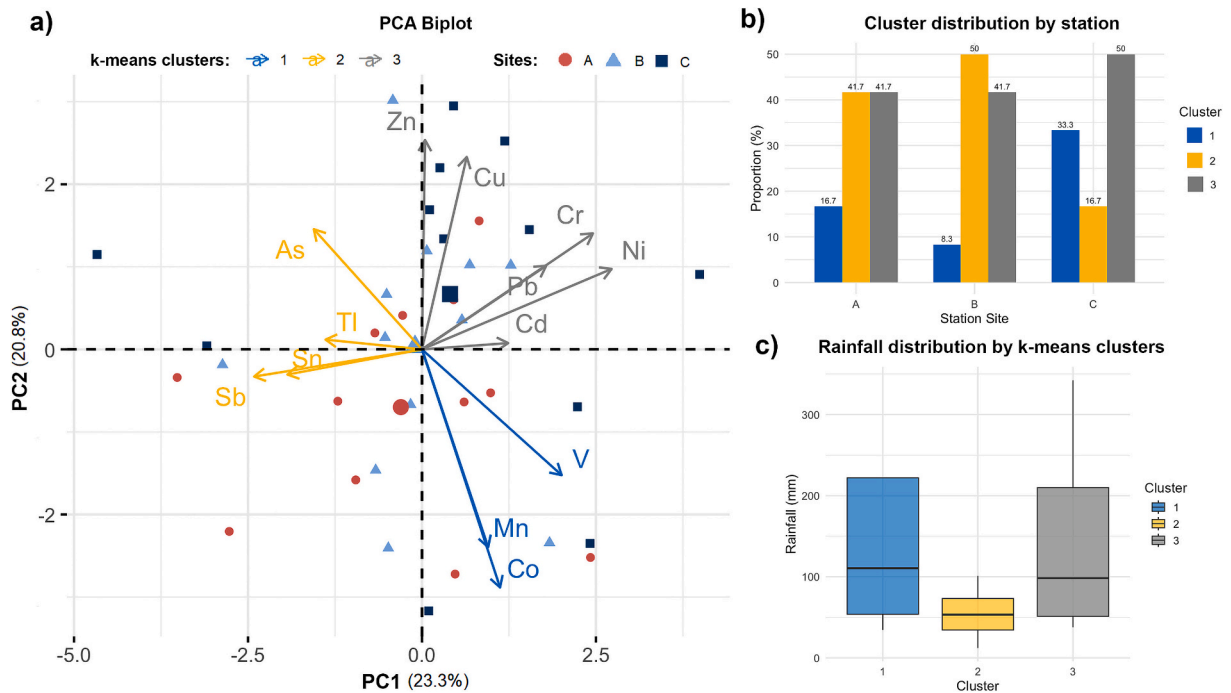 a)
PCA Biplot
k-means clusters: a 1 a 2 a 3 Sites: A B C
Zn
Cu
Cr
As
Ni
Pb
Tl
Cd
Sn
Sb
V
Mn
Co
2
0
-2
PC2 (20.8%)
-5.0 -2.5 0.0 2.5
PC1 (23.3%)
b) Cluster distribution by station
50
40
30
20
10
0
Proportion (%)
16.7 41.7 41.7
8.3 50 41.7
33.3 16.7 50
A B C
Station Site
Cluster
1
2
3
c) Rainfall distribution by k-means clusters
300
200
100
0
Rainfall (mm)
1 2 3
Cluster
Cluster
1
2
3